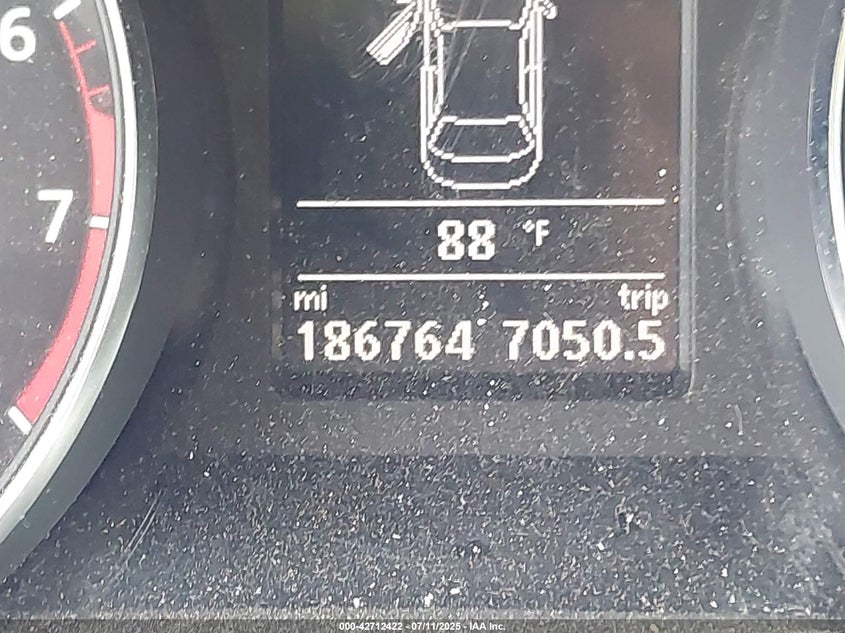 6
7
88 °F
mi trip
186764 7050.5
000-42712422 - 07/11/2025 - IAA Inc.